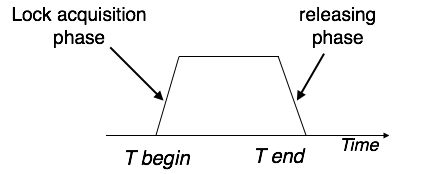 Lock acquisition
phase
releasing
phase
T begin
T end
Time